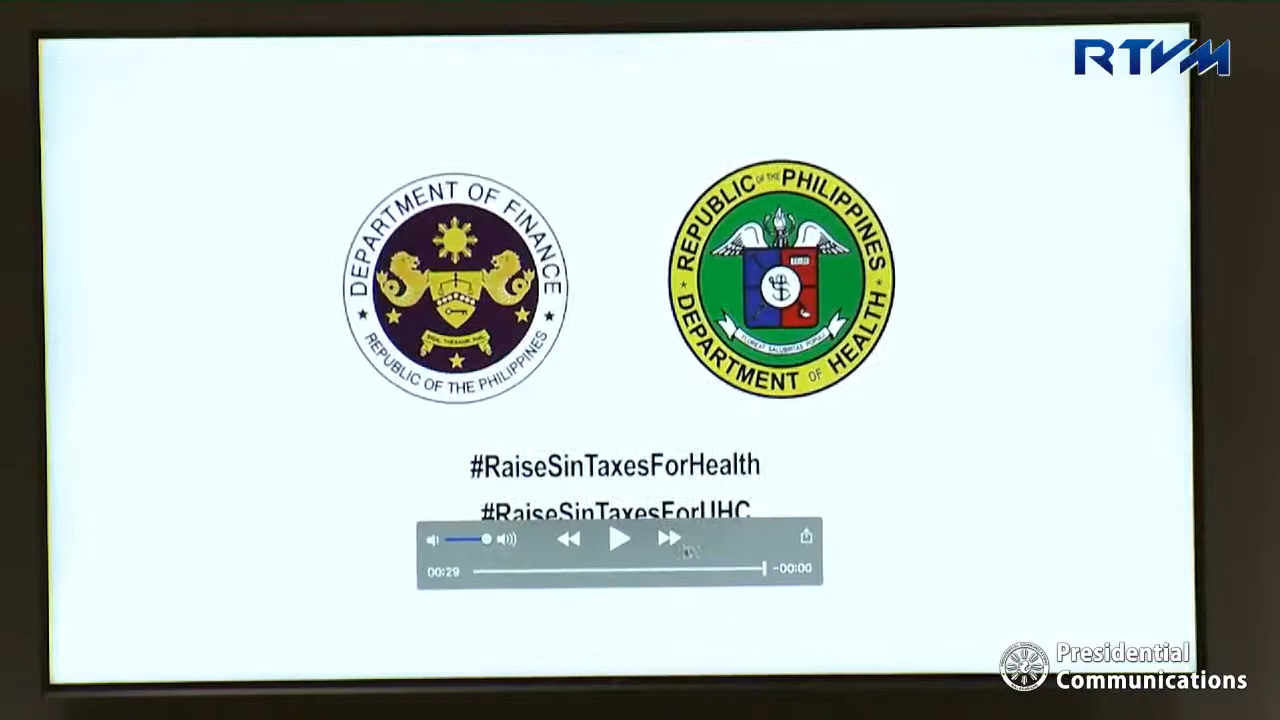 RTVM
DEPARTMENT OF FINANCE
REPUBLIC OF THE PHILIPPINES
REPUBLIC OF THE PHILIPPINES
DEPARTMENT OF HEALTH
#RaiseSinTaxesForHealth
#RaiseSinTaxesForUHC
00:29
-00:00
Presidential
Communications